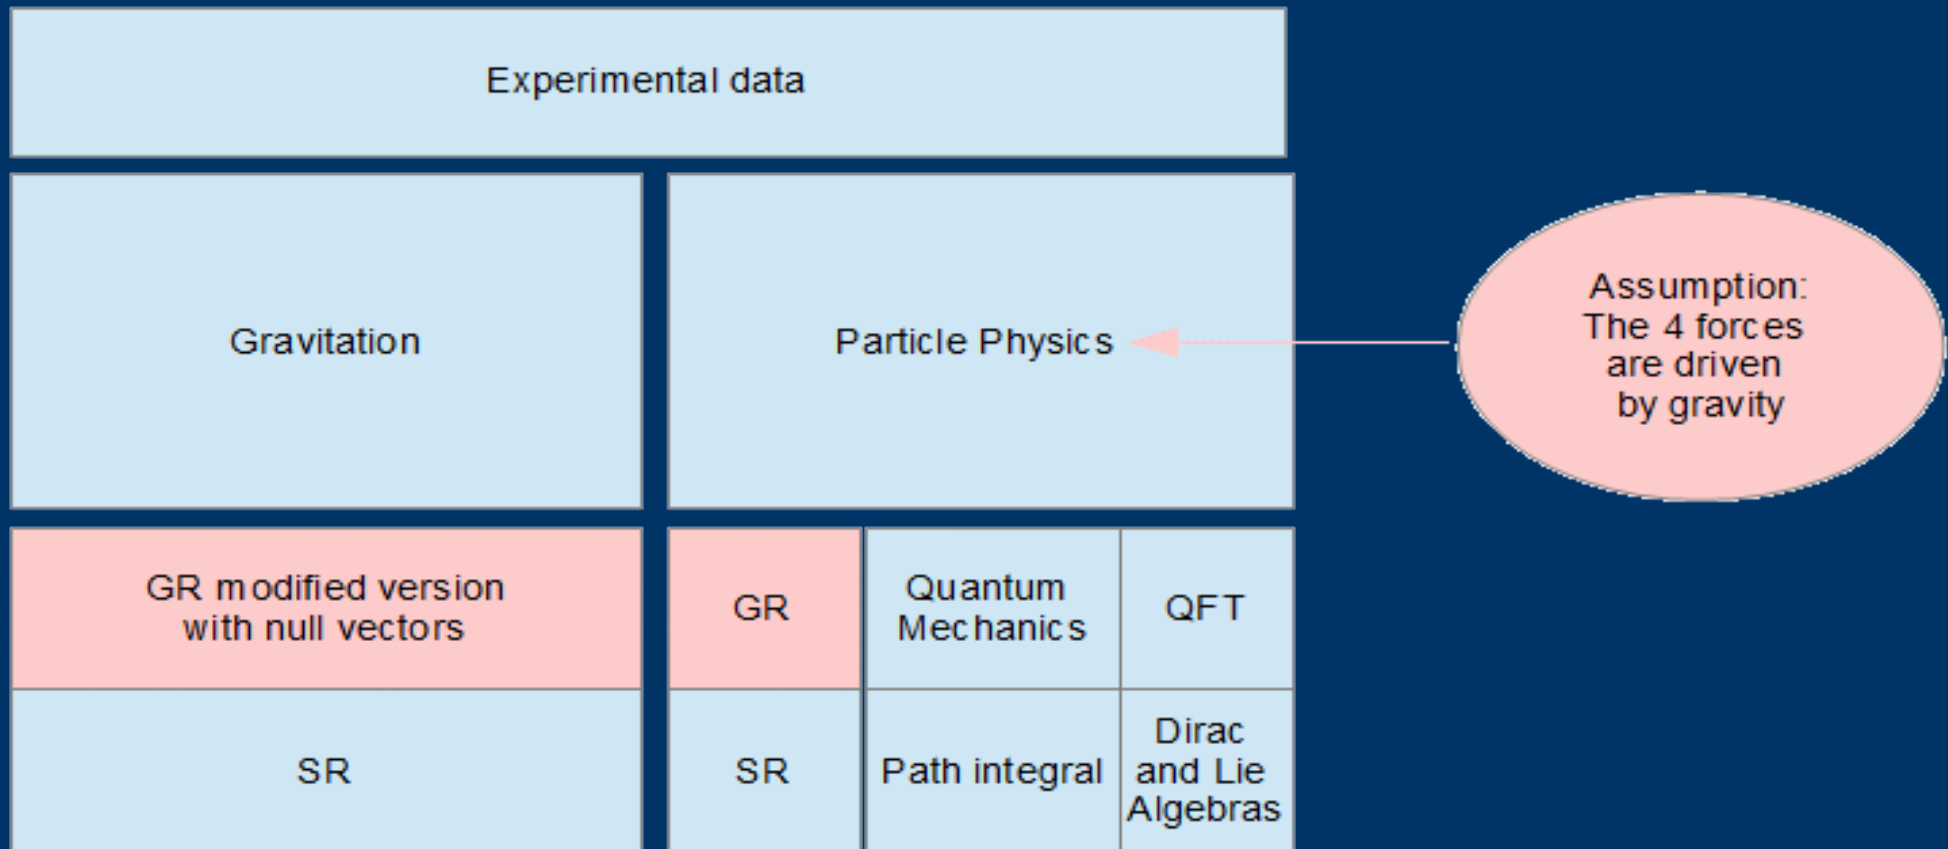 Experimental data
Gravitation
Particle Physics
Assumption:
The 4 forces
are driven
by gravity
GR modified version
with null vectors
GR
Quantum
Mechanics
QFT
SR
SR
Path integral
Dirac
and Lie
Algebras